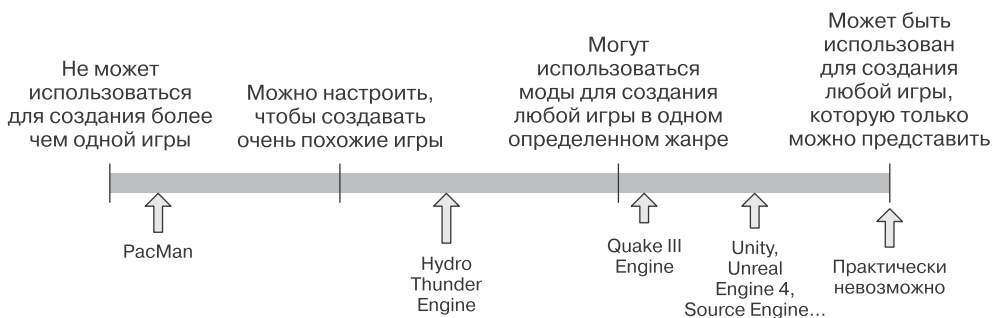 Не может
использоваться
для создания более
чем одной игры
Можно настроить,
чтобы создавать
очень похожие игры
Могут
использоваться
моды для создания
любой игры в одном
определенном жанре
Может быть
использован
для создания
любой игры,
которую только
можно представить
PacMan
Hydro
Thunder
Engine
Quake III
Engine
Unity,
Unreal
Engine 4,
Source Engine...
Практически
невозможно